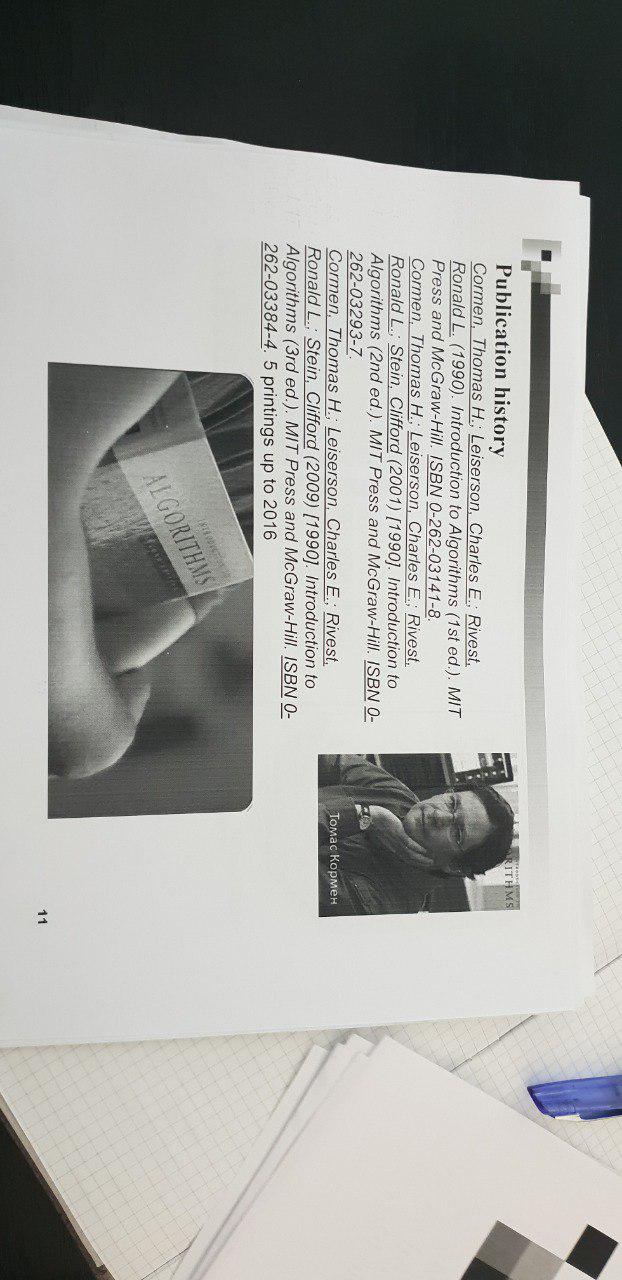 Publication history
Cormen, Thomas H.; Leiserson, Charles E.; Rivest,
Ronald L. (1990). Introduction to Algorithms (1st ed.). MIT
Press and McGraw-Hill. ISBN 0-262-03141-8.
Cormen, Thomas H.; Leiserson, Charles E.; Rivest,
Ronald L.; Stein, Clifford (2001) [1990]. Introduction to
Algorithms (2nd ed.). MIT Press and McGraw-Hill. ISBN 0-
262-03293-7.
Cormen, Thomas H.; Leiserson, Charles E.; Rivest,
Ronald L.; Stein, Clifford (2009) [1990]. Introduction to
Algorithms (3rd ed.). MIT Press and McGraw-Hill. ISBN 0-
262-03384-4. 5 printings up to 2016
RITHMS
Томас Кормен
ALGORITHMS
11